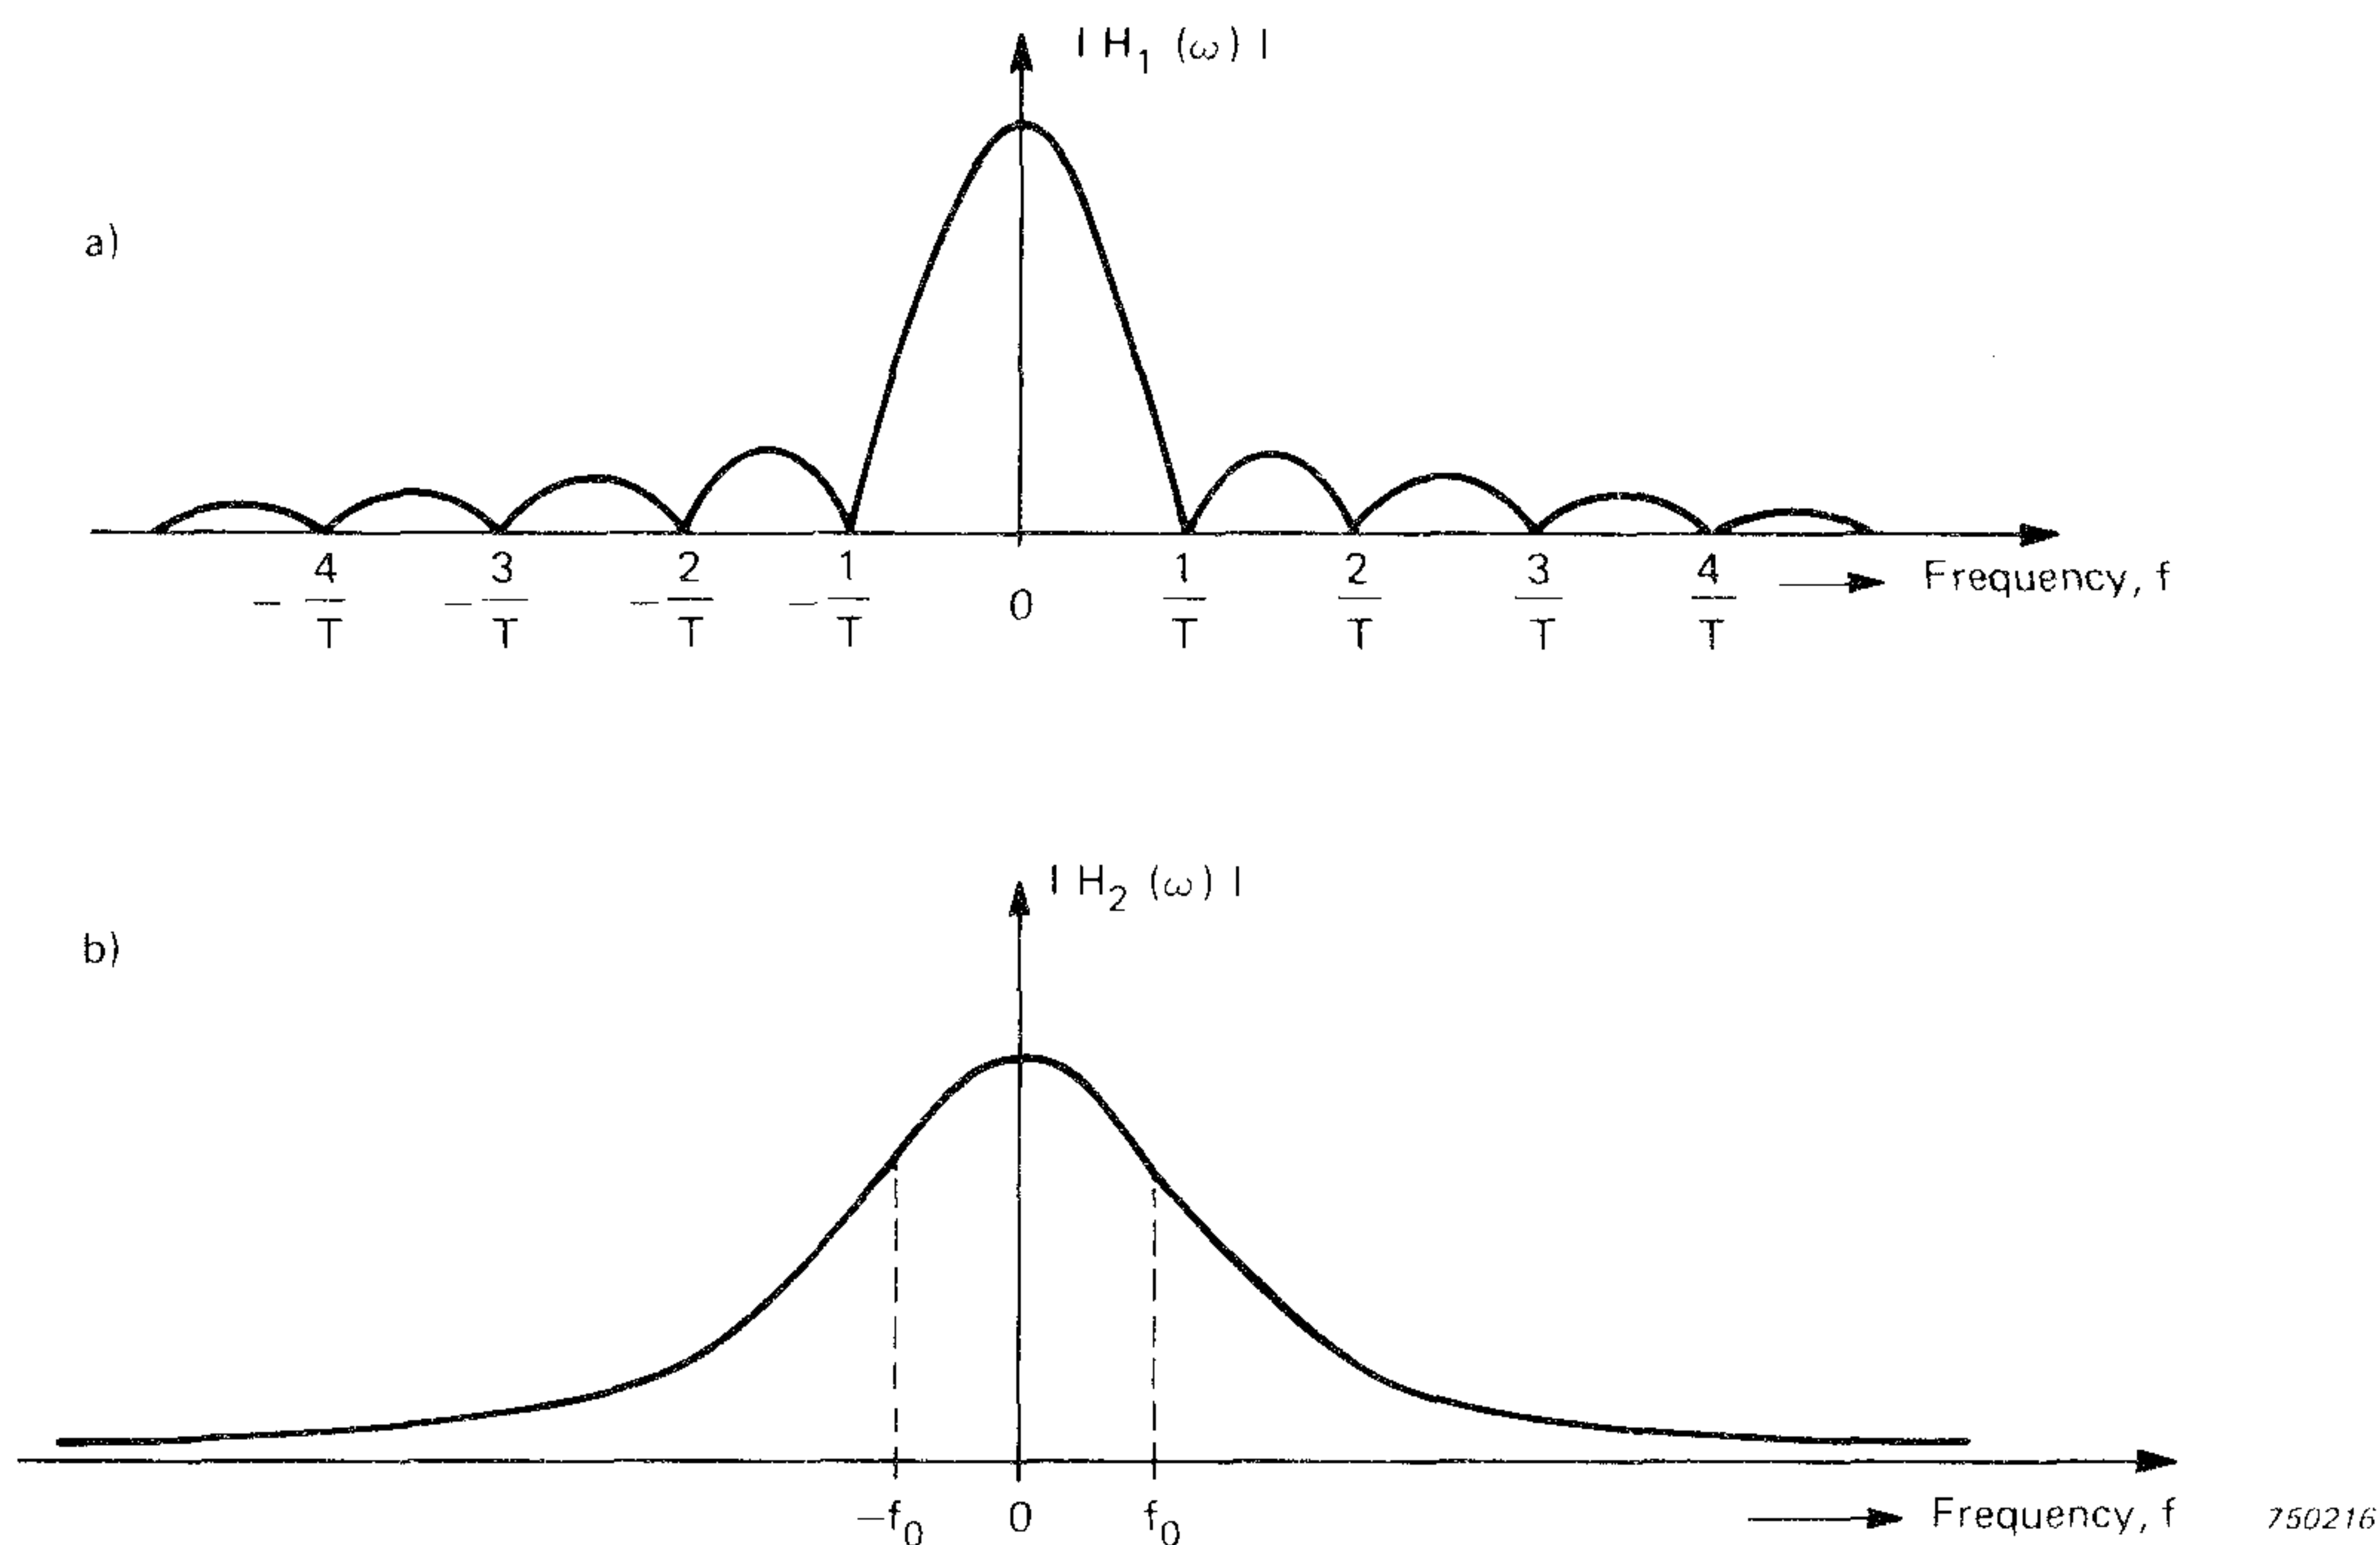 | H₁ (ω) |
a)
− 4/T − 3/T − 2/T − 1/T 0 1/T 2/T 3/T 4/T Frequency, f
| H₂ (ω) |
b)
−f₀ 0 f₀ Frequency, f 750216